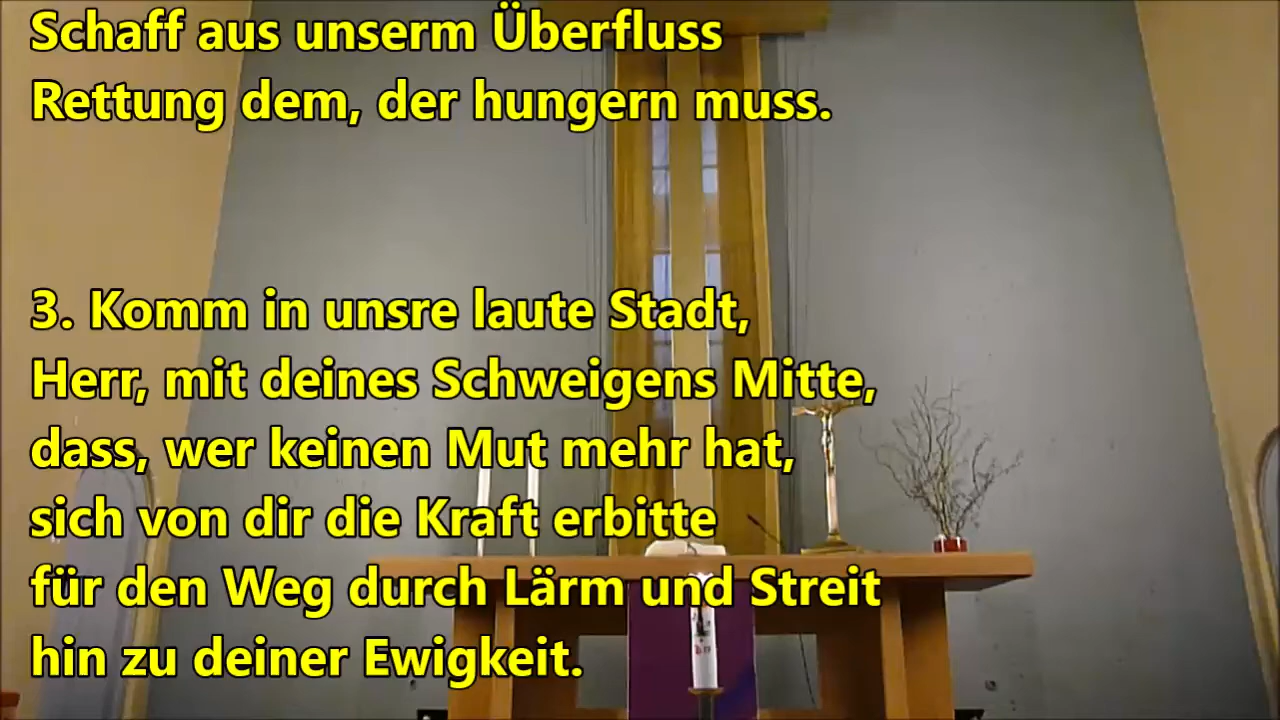 Schaff aus unserm Überfluss
Rettung dem, der hungern muss.
3. Komm in unsre laute Stadt,
Herr, mit deines Schweigens Mitte,
dass, wer keinen Mut mehr hat,
sich von dir die Kraft erbitte
für den Weg durch Lärm und Streit
hin zu deiner Ewigkeit.